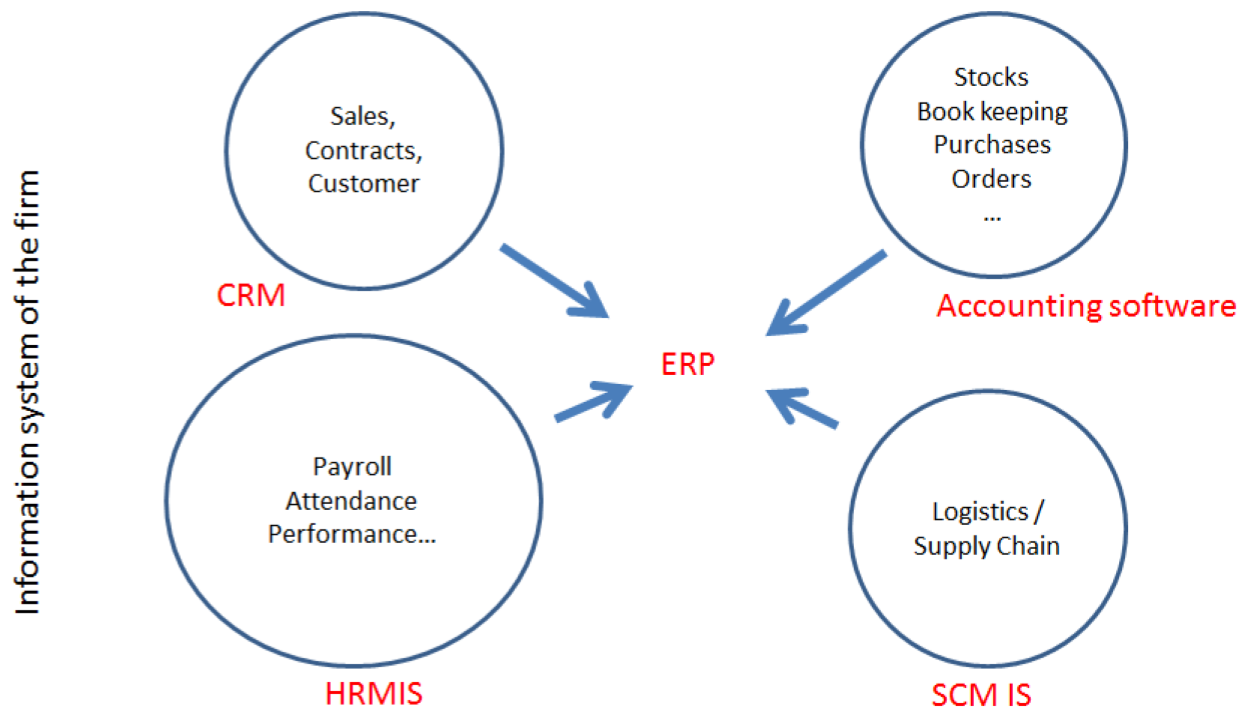 Information system of the firm
Sales,
Contracts,
Customer
CRM
Stocks
Book keeping
Purchases
Orders
...
Accounting software
ERP
Payroll
Attendance
Performance...
HRMIS
Logistics /
Supply Chain
SCM IS